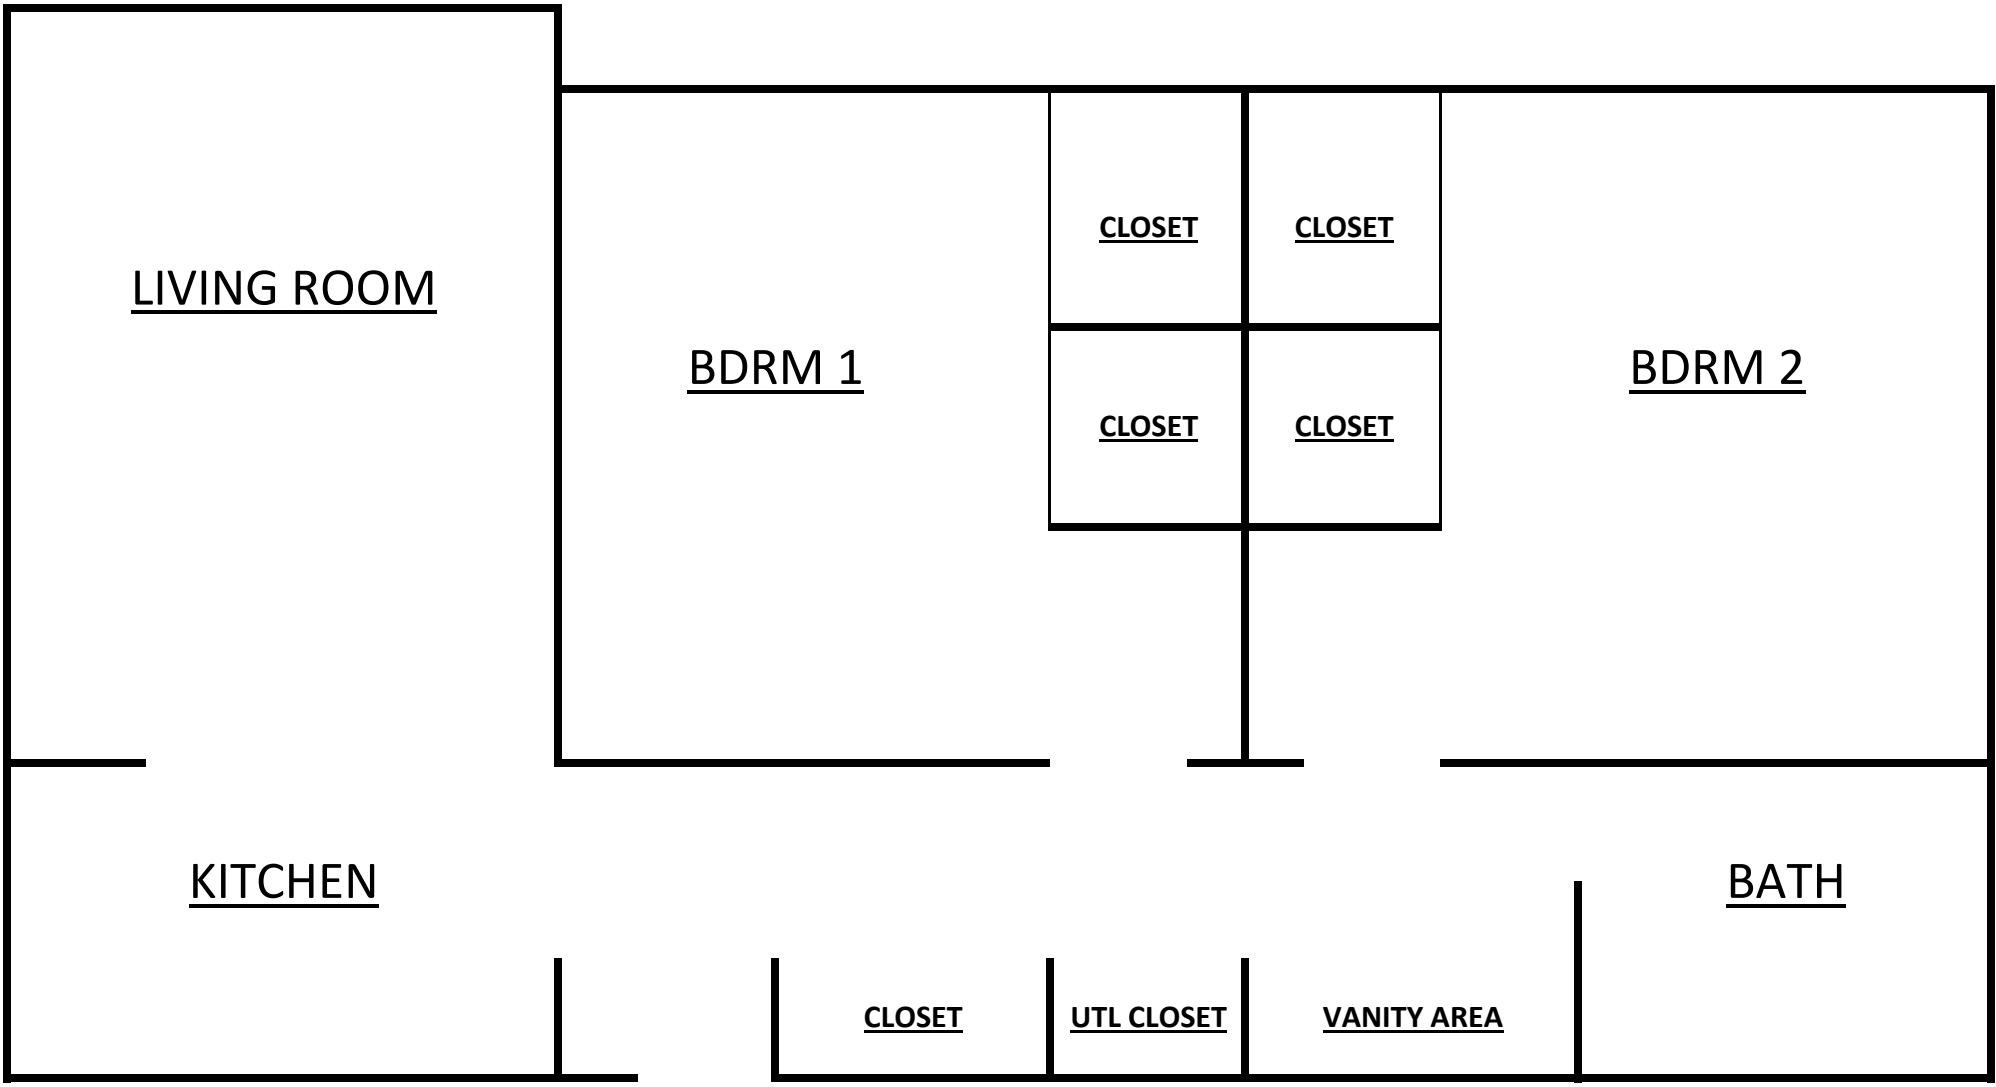 CLOSET
CLOSET
LIVING ROOM
BDRM 1
BDRM 2
CLOSET
CLOSET
KITCHEN
BATH
CLOSET
UTL CLOSET
VANITY AREA